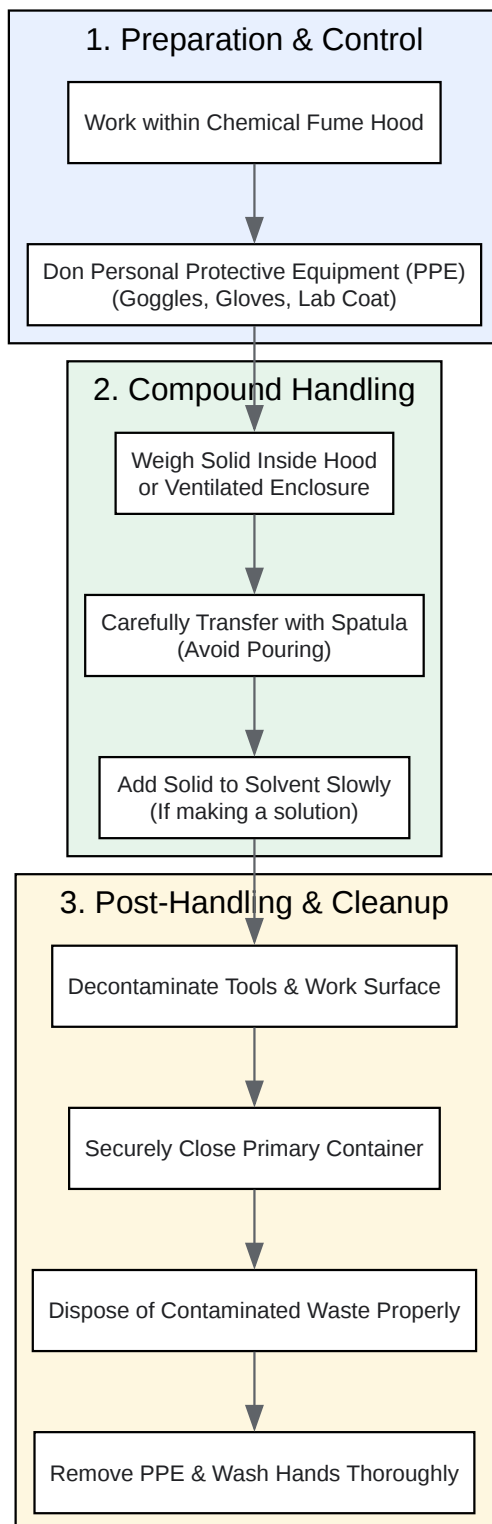 1. Preparation & Control
Work within Chemical Fume Hood
Don Personal Protective Equipment (PPE)
(Goggles, Gloves, Lab Coat)
2. Compound Handling
Weigh Solid Inside Hood
or Ventilated Enclosure
Carefully Transfer with Spatula
(Avoid Pouring)
Add Solid to Solvent Slowly
(If making a solution)
3. Post-Handling & Cleanup
Decontaminate Tools & Work Surface
Securely Close Primary Container
Dispose of Contaminated Waste Properly
Remove PPE & Wash Hands Thoroughly